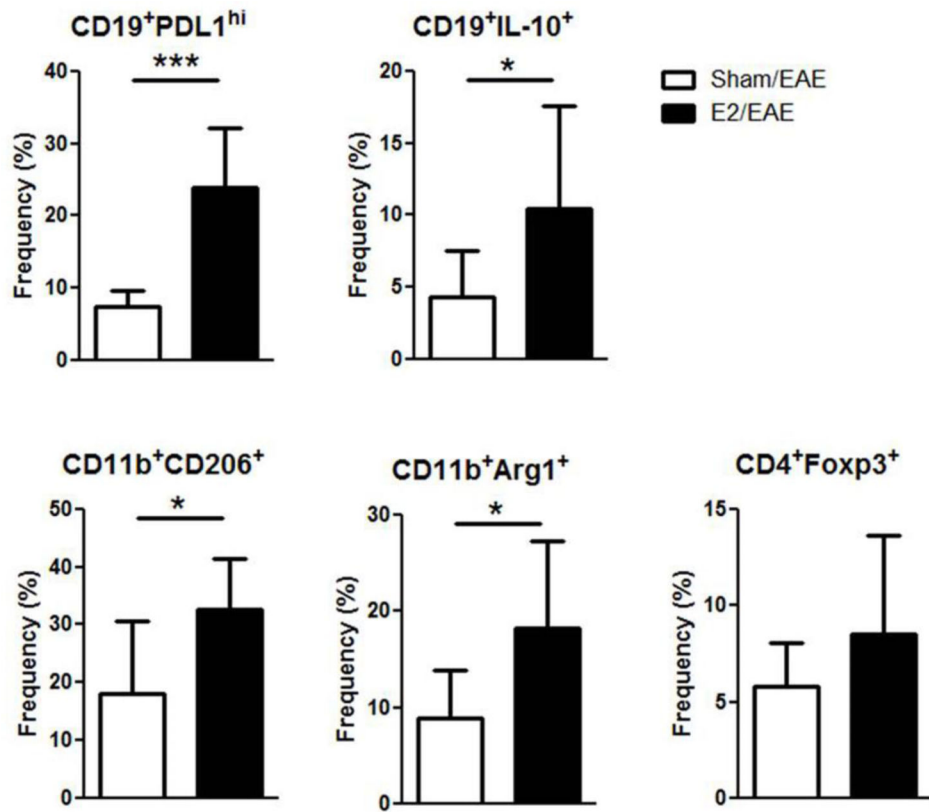 CD19⁺PDL1ʰⁱ
***
Frequency (%)
40
30
20
10
0
CD19⁺IL-10⁺
*
Frequency (%)
20
15
10
5
0
Sham/EAE
E2/EAE
CD11b⁺CD206⁺
*
Frequency (%)
50
40
30
20
10
0
CD11b⁺Arg1⁺
*
Frequency (%)
30
20
10
0
CD4⁺Foxp3⁺
Frequency (%)
15
10
5
0